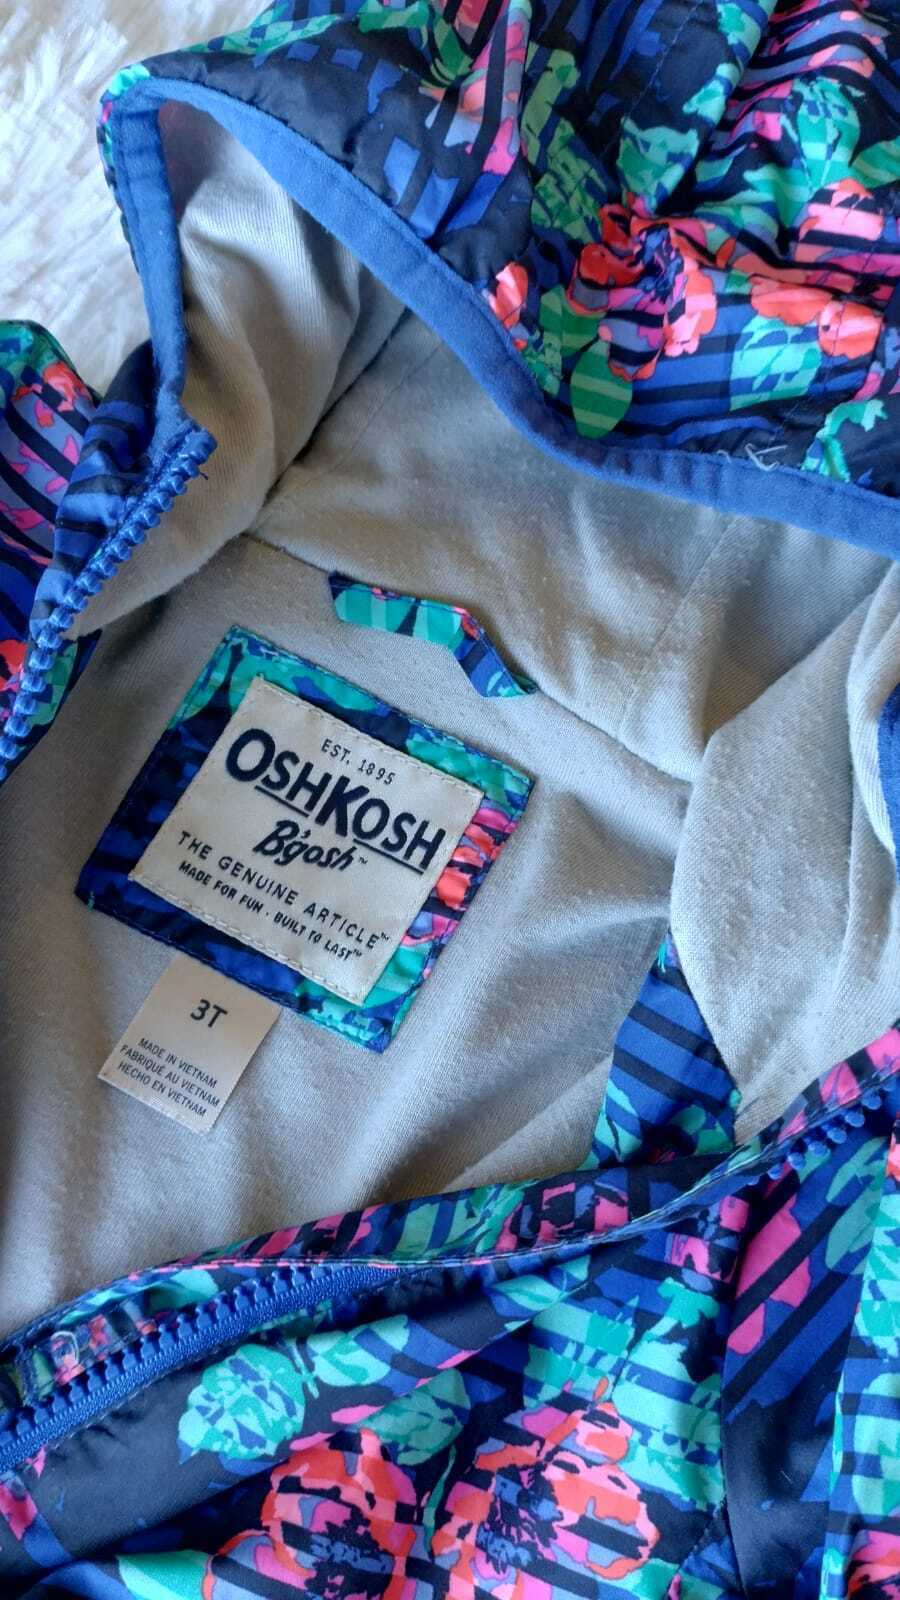 EST. 1895
OSHKOSH
B'gosh™
THE GENUINE ARTICLE™
MADE FOR FUN · BUILT TO LAST™
3T
MADE IN VIETNAM
FABRIQUÉ AU VIETNAM
HECHO EN VIETNAM